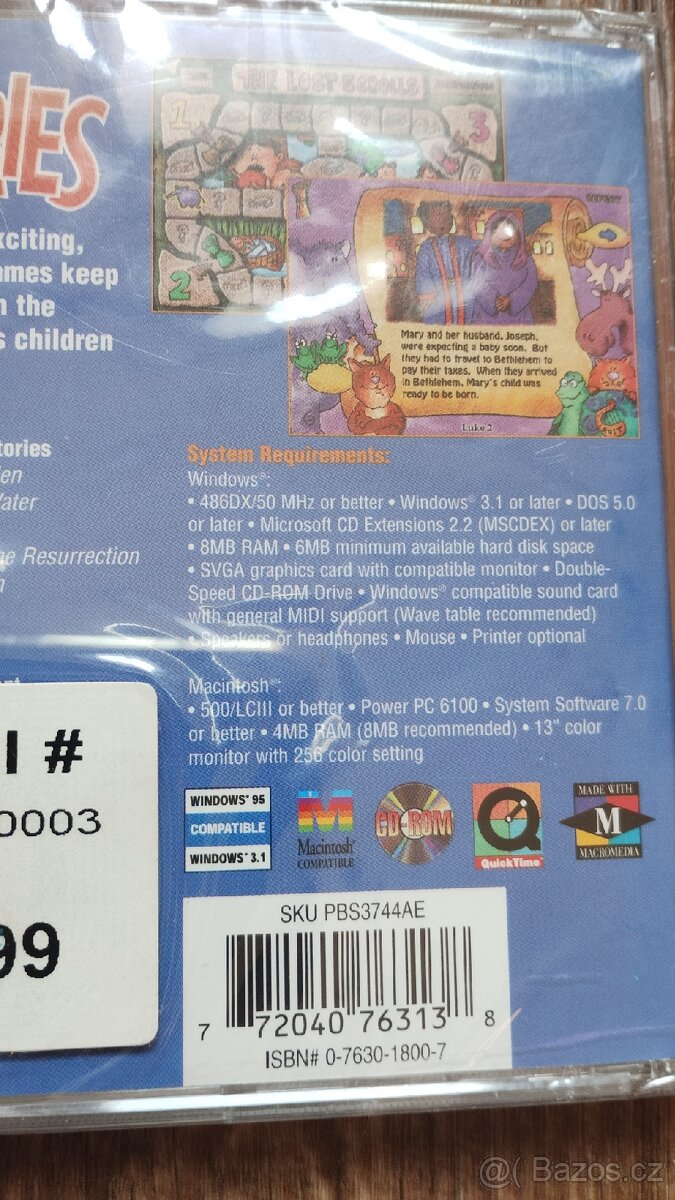 RIES
THE LOST SCROLLS
1
3
2
xciting,
ames keep
n the
s children
Mary and her husband, Joseph,
were expecting a baby soon. But
they had to travel to Bethlehem to
pay their taxes. When they arrived
in Bethlehem, Mary's child was
ready to be born.
Luke 2
QUIT
tories
en
Vater
e Resurrection
System Requirements:
Windows®:
• 486DX/50 MHz or better • Windows® 3.1 or later • DOS 5.0
or later • Microsoft CD Extensions 2.2 (MSCDEX) or later
• 8MB RAM • 6MB minimum available hard disk space
• SVGA graphics card with compatible monitor • Double-
Speed CD-ROM Drive • Windows® compatible sound card
with general MIDI support (Wave table recommended)
• Speakers or headphones • Mouse • Printer optional
Macintosh®:
• 500/LCIII or better • Power PC 6100 • System Software 7.0
or better • 4MB RAM (8MB recommended) • 13" color
monitor with 256 color setting
I #
0003
99
WINDOWS® 95
COMPATIBLE
WINDOWS® 3.1
Macintosh®
COMPATIBLE
CD-ROM
QuickTime™
MADE WITH
M
MACROMEDIA
SKU PBS3744AE
7 72040 76313 8
ISBN# 0-7630-1800-7
@ Bazos.cz